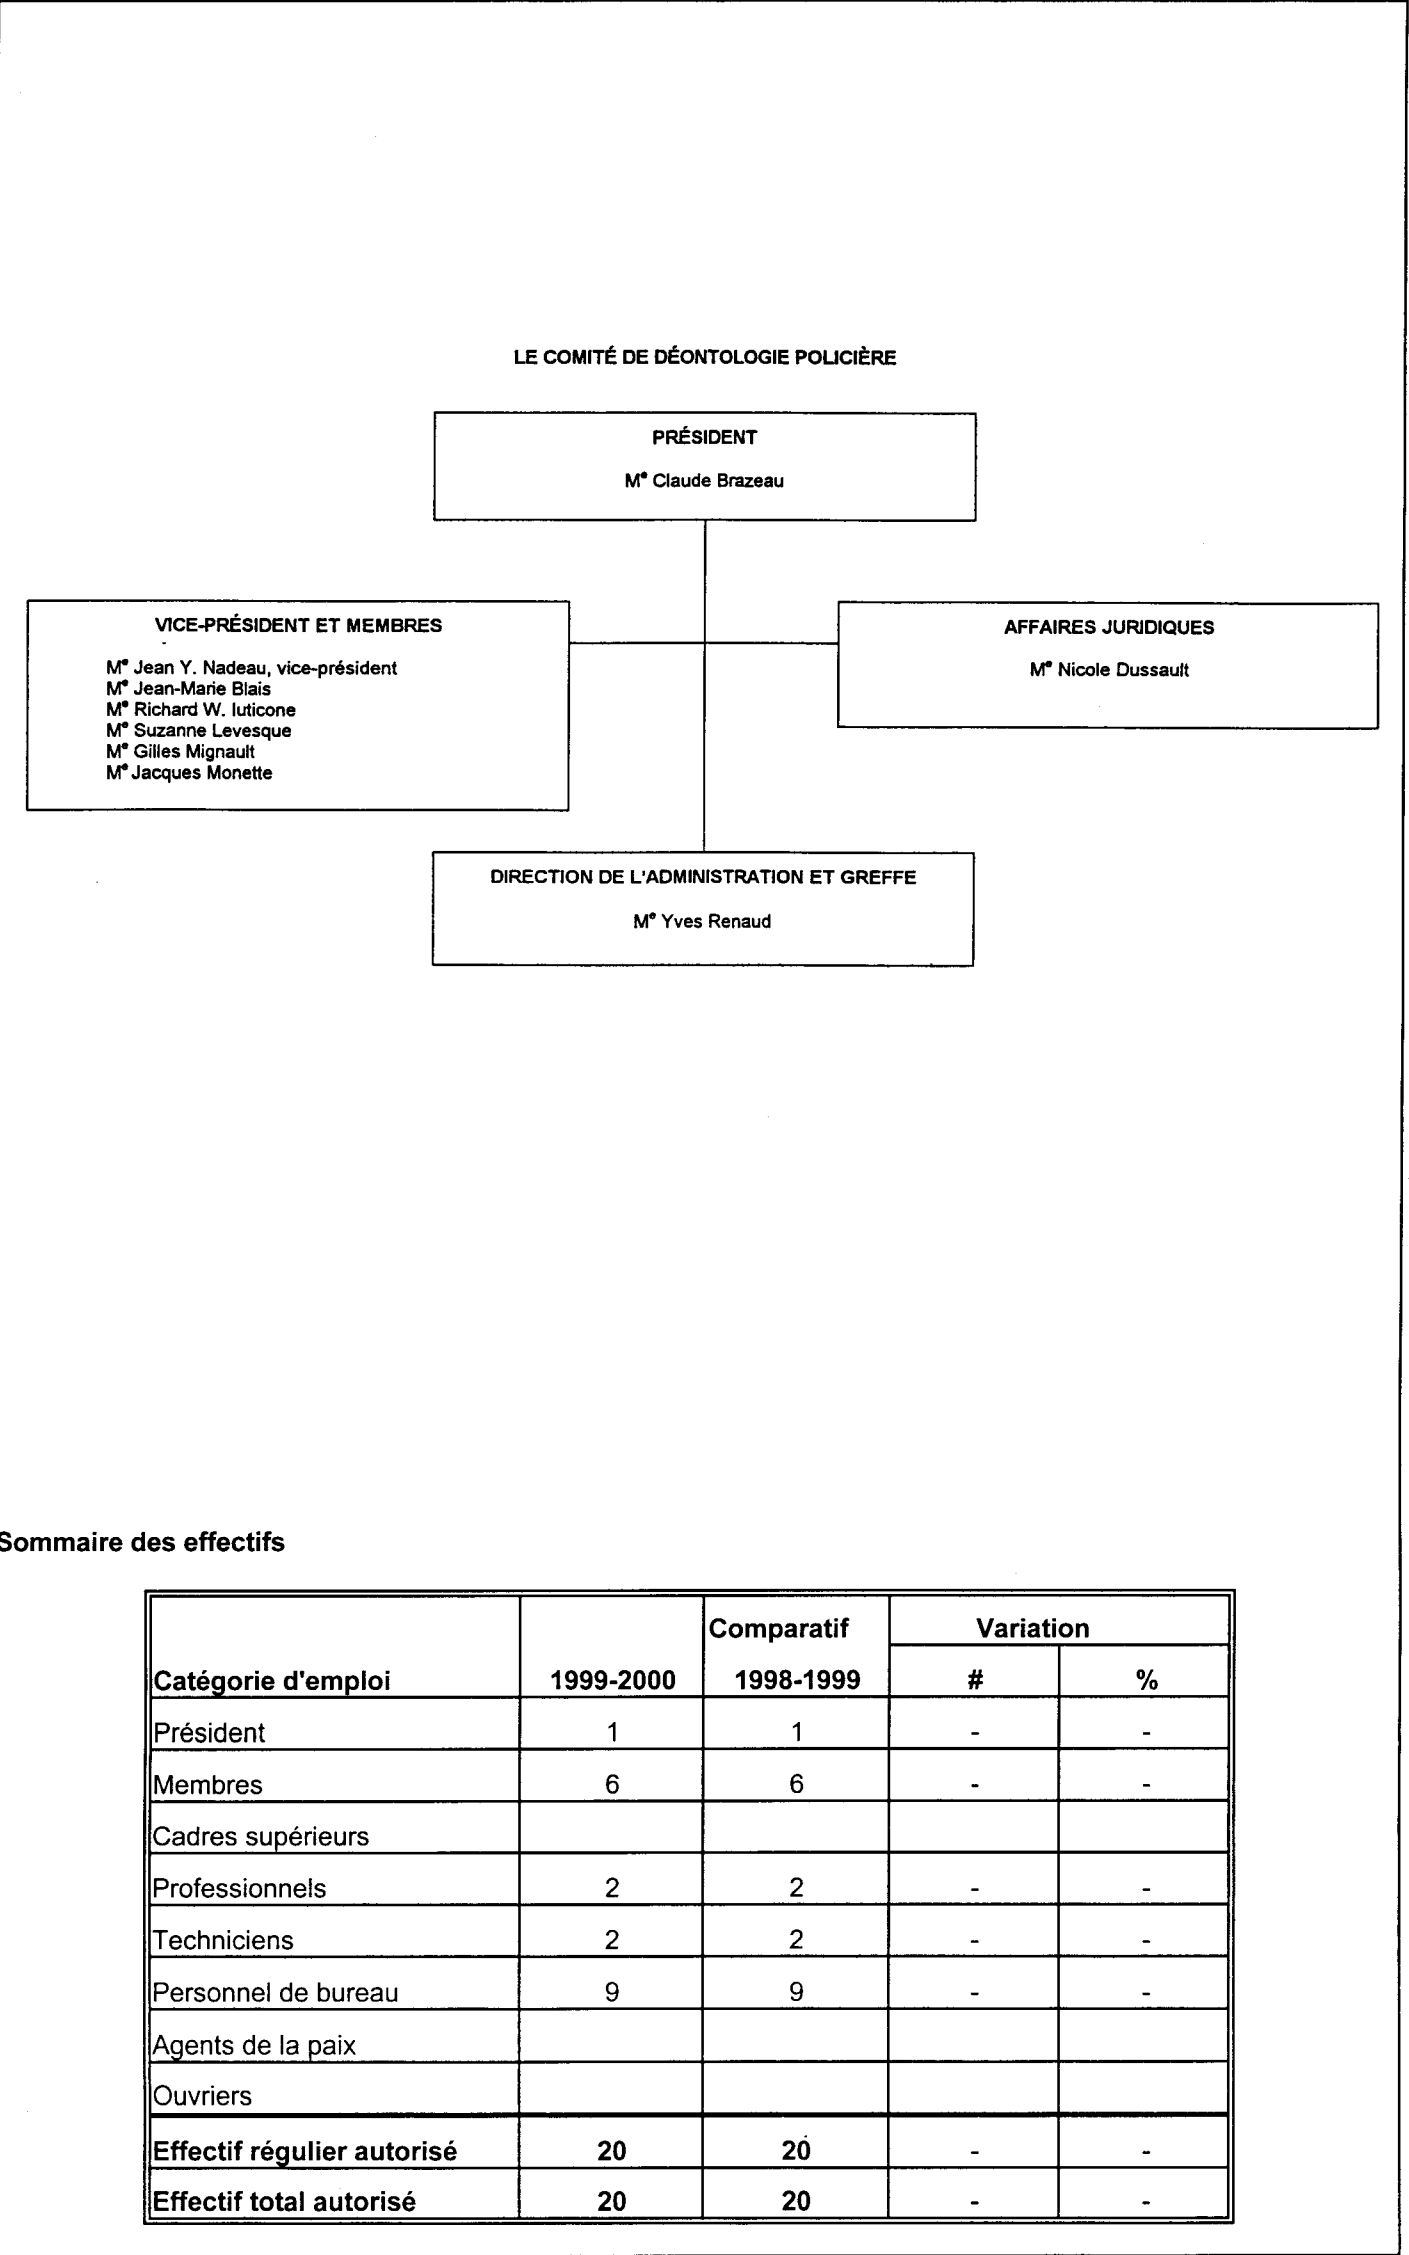 LE COMITÉ DE DÉONTOLOGIE POLICIÈRE
PRÉSIDENT
Me Claude Brazeau
VICE-PRÉSIDENT ET MEMBRES
Me Jean Y. Nadeau, vice-président
Me Jean-Marie Blais
Me Richard W. Iuticone
Me Suzanne Levesque
Me Gilles Mignault
Me Jacques Monette
AFFAIRES JURIDIQUES
Me Nicole Dussault
DIRECTION DE L'ADMINISTRATION ET GREFFE
Me Yves Renaud
Sommaire des effectifs
Comparatif Variation
Catégorie d'emploi 1999-2000 1998-1999 # %
Président 1 1 - -
Membres 6 6 - -
Cadres supérieurs
Professionnels 2 2 - -
Techniciens 2 2 - -
Personnel de bureau 9 9 - -
Agents de la paix
Ouvriers
Effectif régulier autorisé 20 20 - -
Effectif total autorisé 20 20 - -